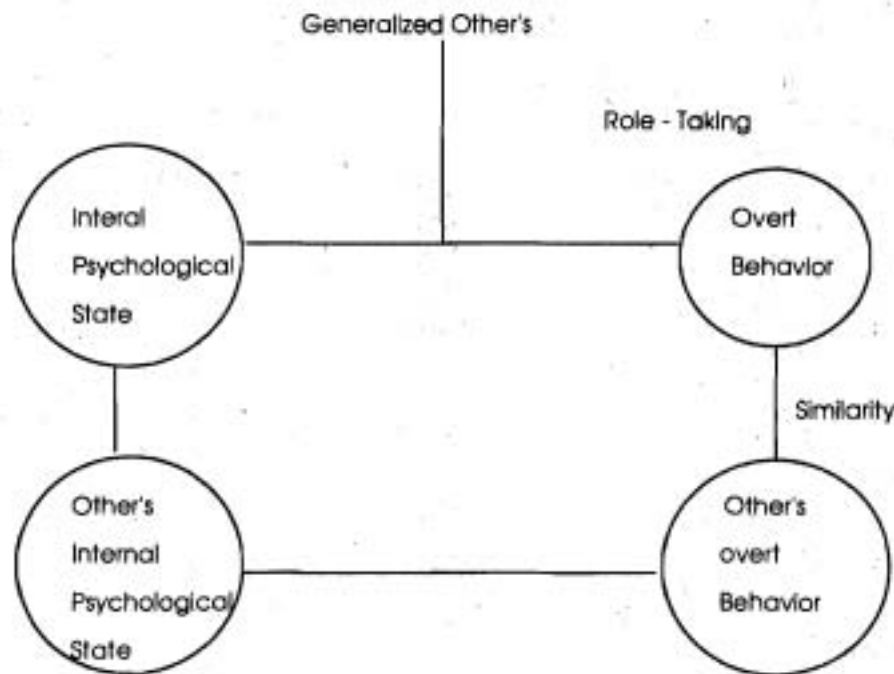 Generalized Other's
Role - Taking
Interal
Psychological
State
Overt
Behavior
Similarity
Other's
Internal
Psychological
State
Other's
overt
Behavior